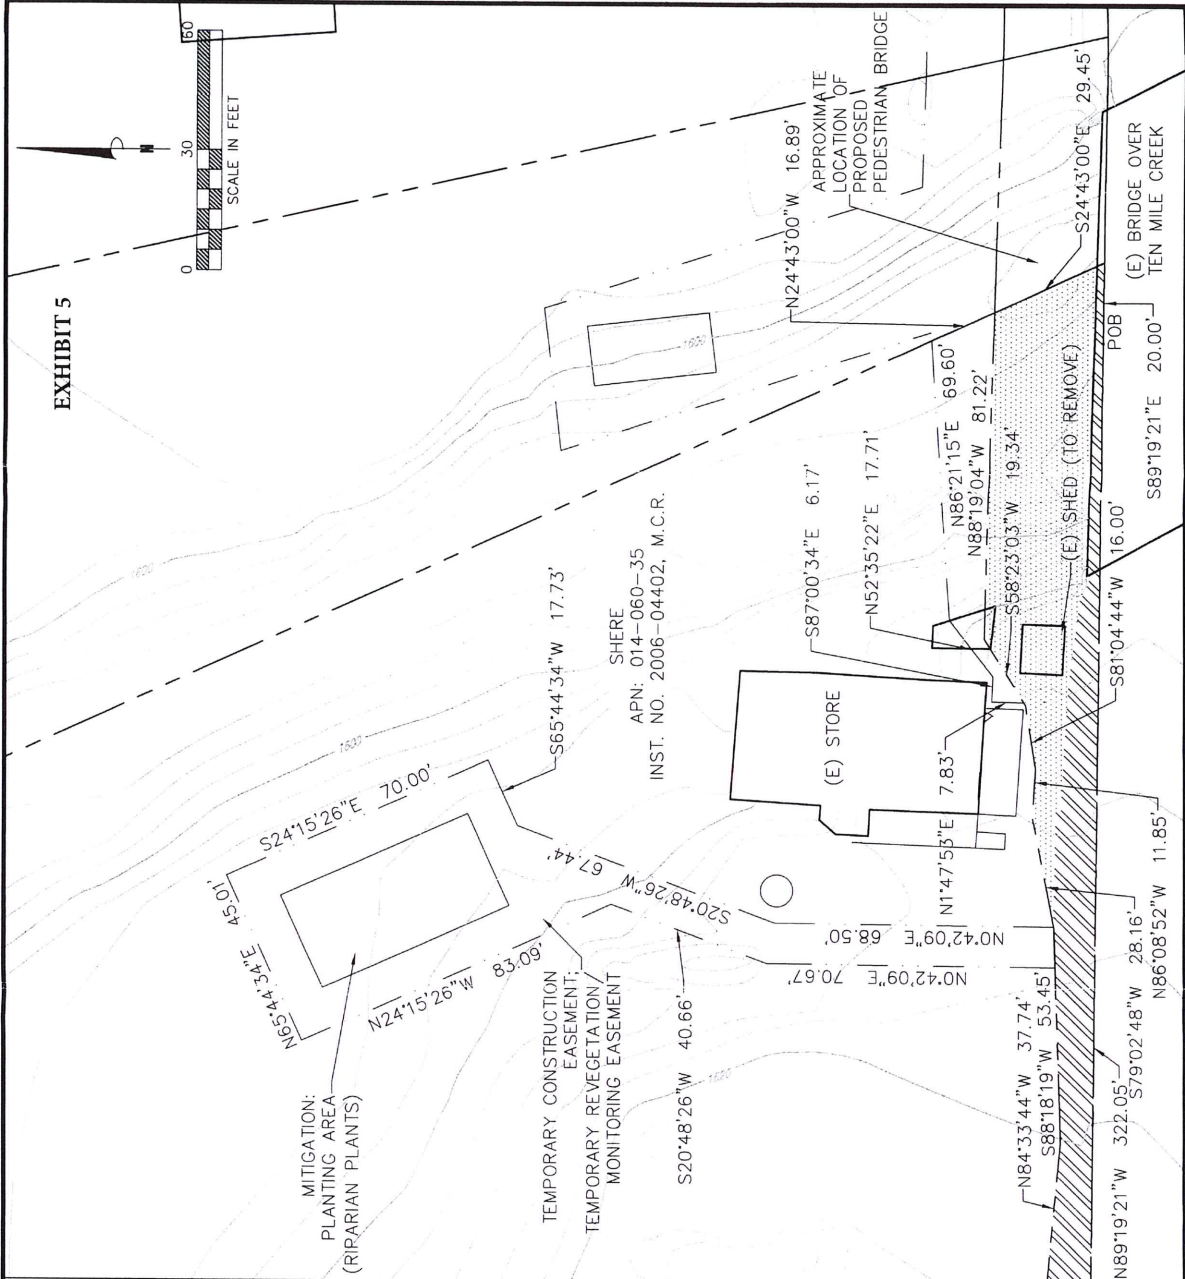 EXHIBIT 5
0
30
60
SCALE IN FEET
N
MITIGATION:
PLANTING AREA
(RIPARIAN PLANTS)
N65°44'34"E 45.01'
S24°15'26"E 70.00'
N24°15'26"W 83.09'
S65°44'34"W 17.73'
S20°48'26"W 67.44'
TEMPORARY CONSTRUCTION
EASEMENT;
TEMPORARY REVEGETATION
MONITORING EASEMENT
S20°48'26"W 40.66'
N0°42'09"E 68.50'
N0°42'09"E 70.67'
SHERE
APN: 014-060-35
INST. NO. 2006-04402, M.C.R.
1600
1600
1600
1600
(E) STORE
N1°47'53"E 7.83'
S87°00'34"E 6.17'
N52°35'22"E 17.71'
N86°21'15"E 69.60'
N88°19'04"W 81.22'
S58°23'03"W 19.34'
(E) SHED (TO REMOVE)
N24°43'00"W 16.89'
APPROXIMATE
LOCATION OF
PROPOSED
PEDESTRIAN BRIDGE
S24°43'00"E 29.45'
(E) BRIDGE OVER
TEN MILE CREEK
POB
S89°19'21"E 20.00'
S81°04'44"W 16.00'
N86°08'52"W 11.85'
S79°02'48"W 28.16'
N84°33'44"W 37.74'
S88°18'19"W 53.45'
N89°19'21"W 322.05'